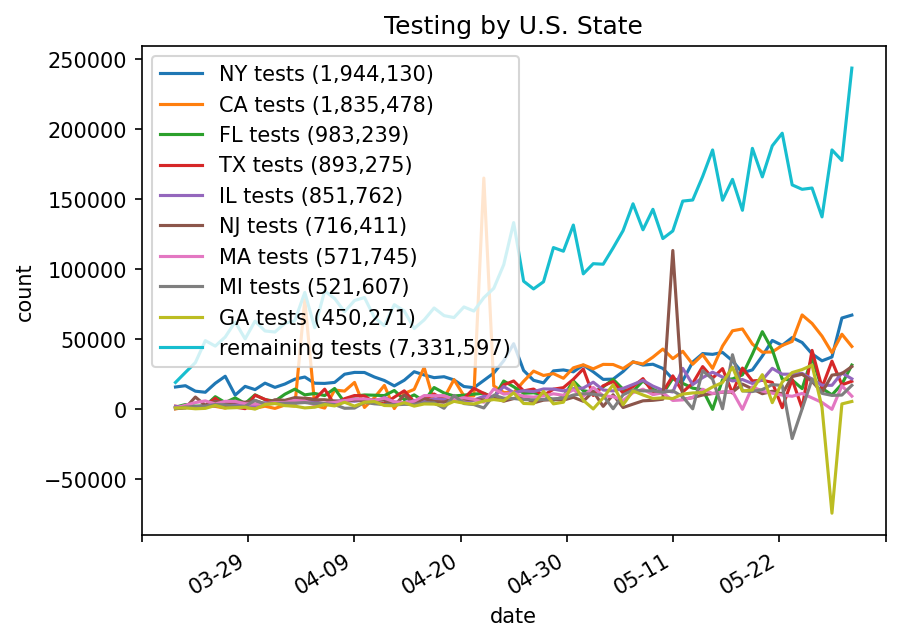 Testing by U.S. State
250000
200000
150000
100000
50000
0
−50000
count
NY tests (1,944,130)
CA tests (1,835,478)
FL tests (983,239)
TX tests (893,275)
IL tests (851,762)
NJ tests (716,411)
MA tests (571,745)
MI tests (521,607)
GA tests (450,271)
remaining tests (7,331,597)
03-29
04-09
04-20
04-30
05-11
05-22
date